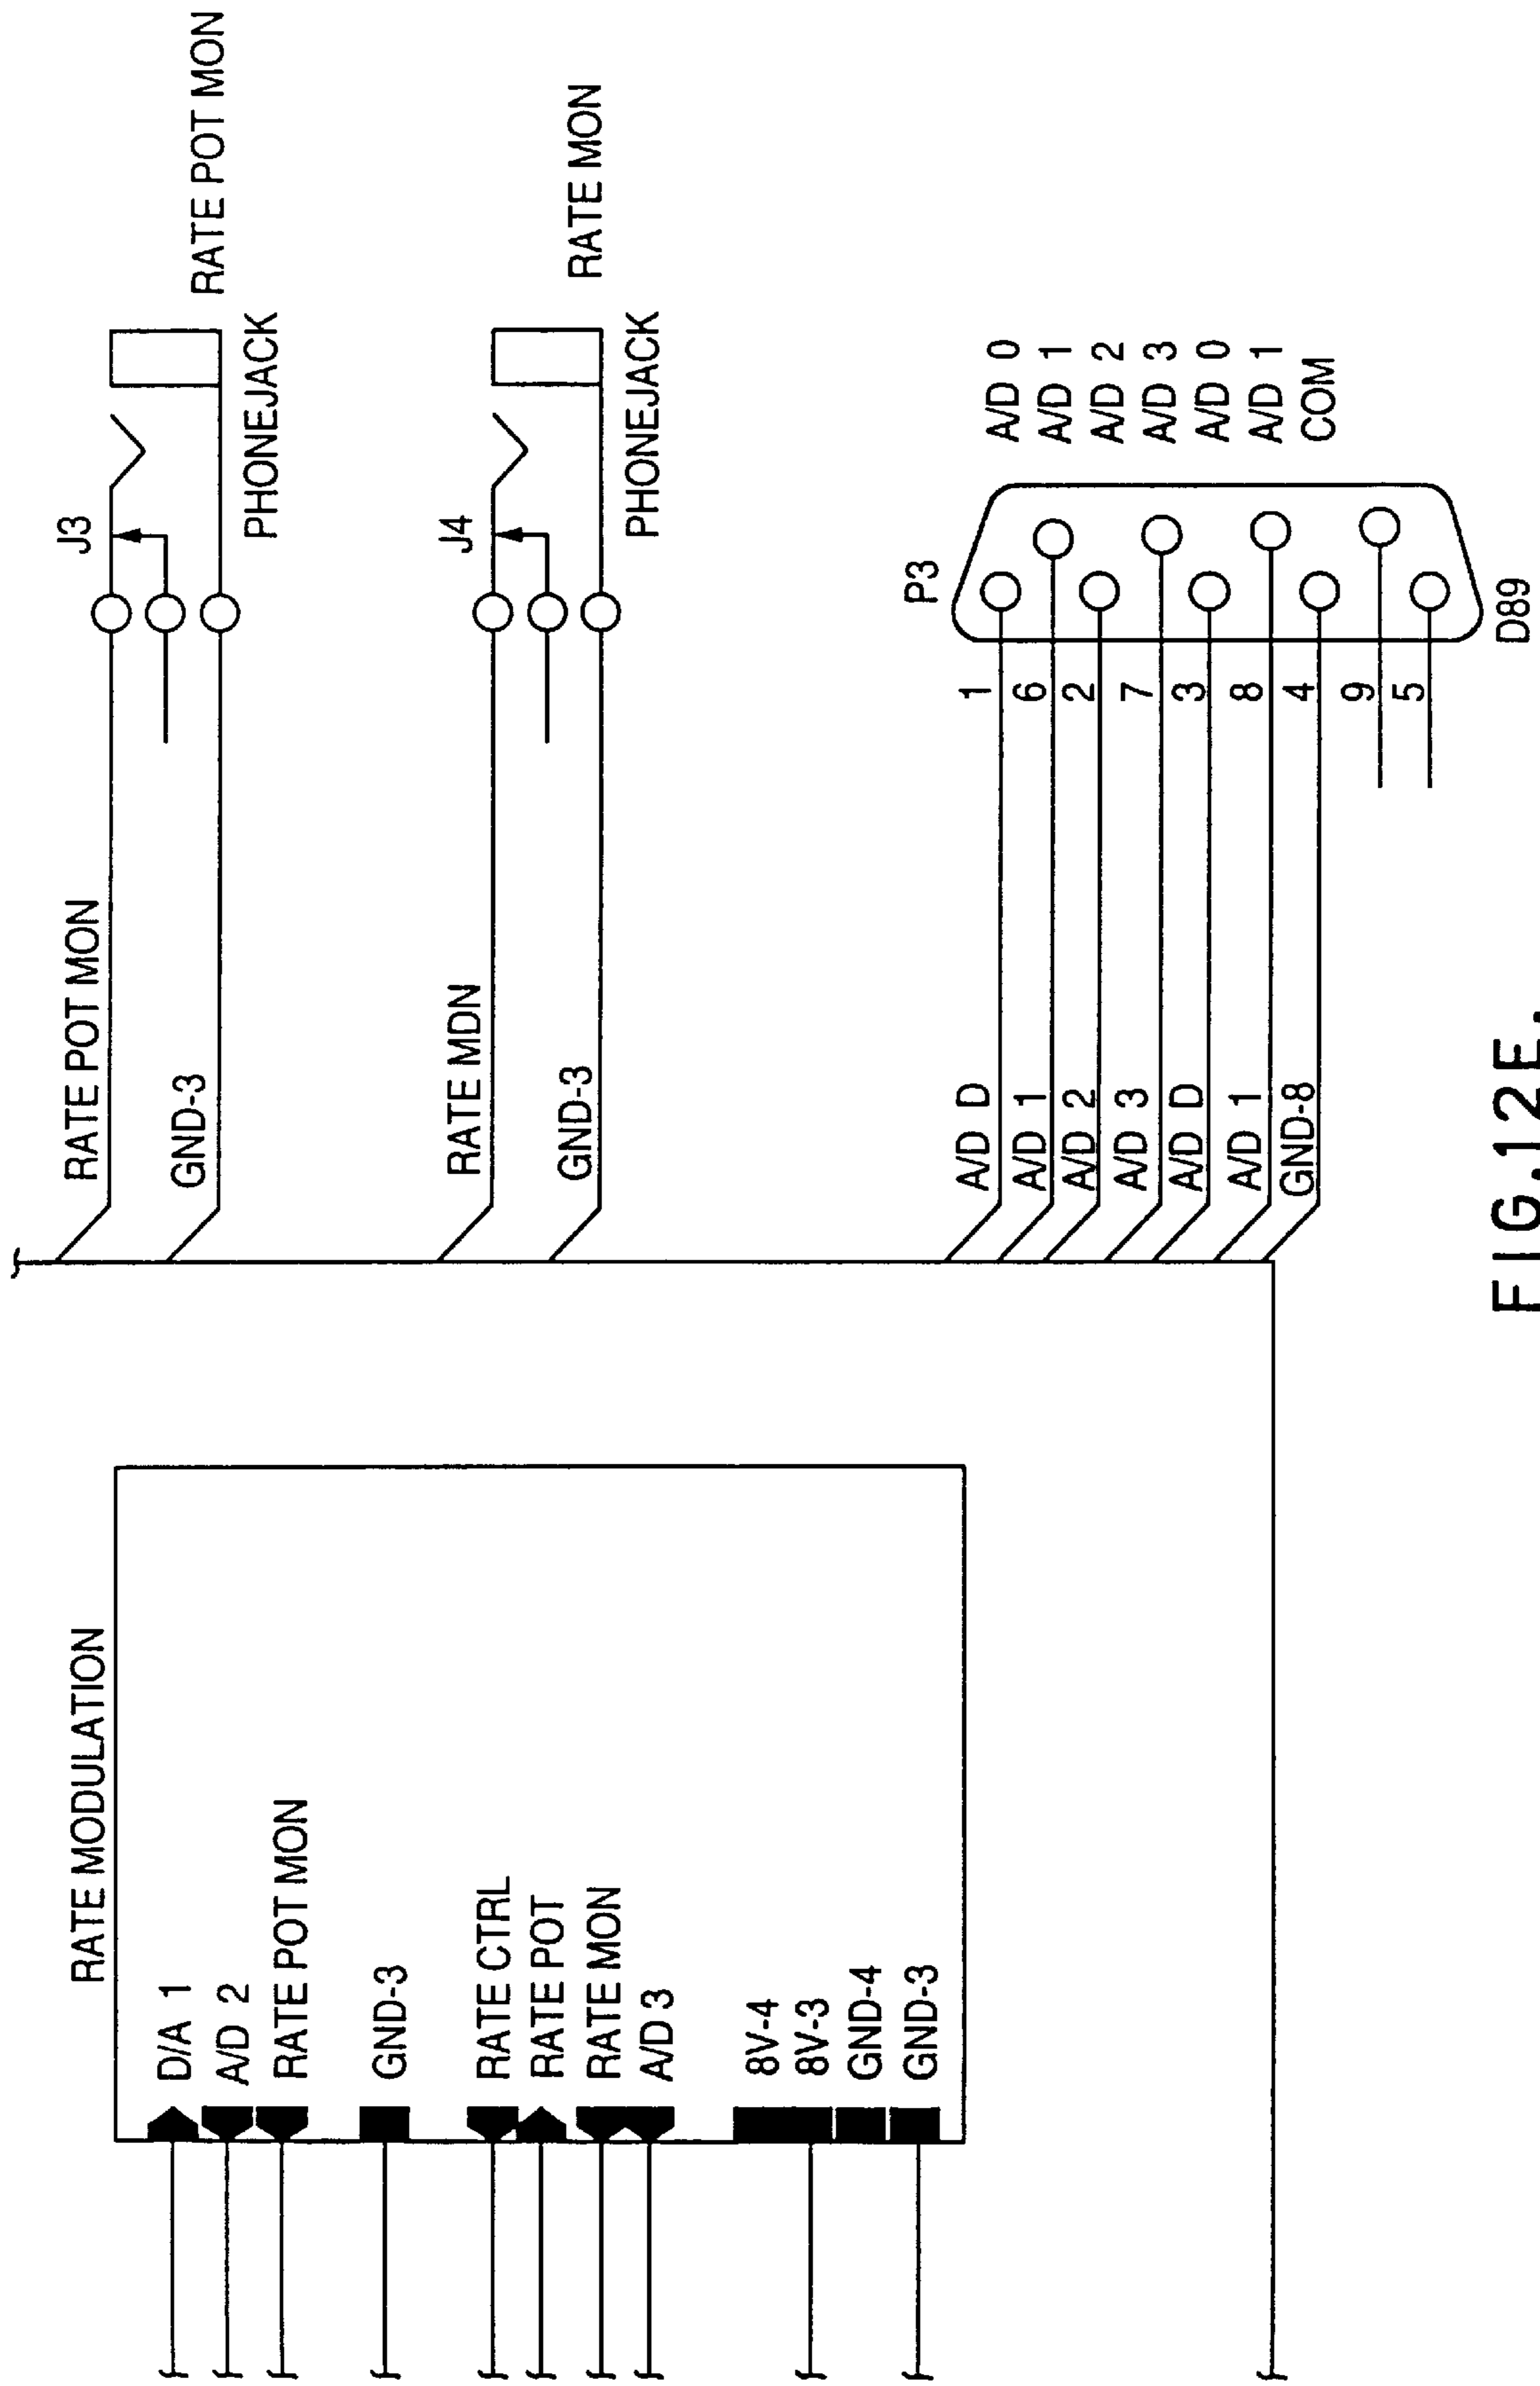 RATE MODULATION
D/A 1
A/D 2
RATE POT MON
GND-3
RATE CTRL
RATE POT
RATE MON
A/D 3
8V-4
8V-3
GND-4
GND-3
RATE POT MON
GND-3
J3
PHONEJACK
RATE POT MON
RATE MDN
GND-3
J4
PHONEJACK
RATE MON
P3
A/D D
1
A/D 0
A/D 1
6
A/D 1
A/D 2
2
A/D 2
A/D 3
7
A/D 3
A/D D
3
A/D 0
A/D 1
8
A/D 1
GND-8
4
COM
9
5
D89
FIG.12E.